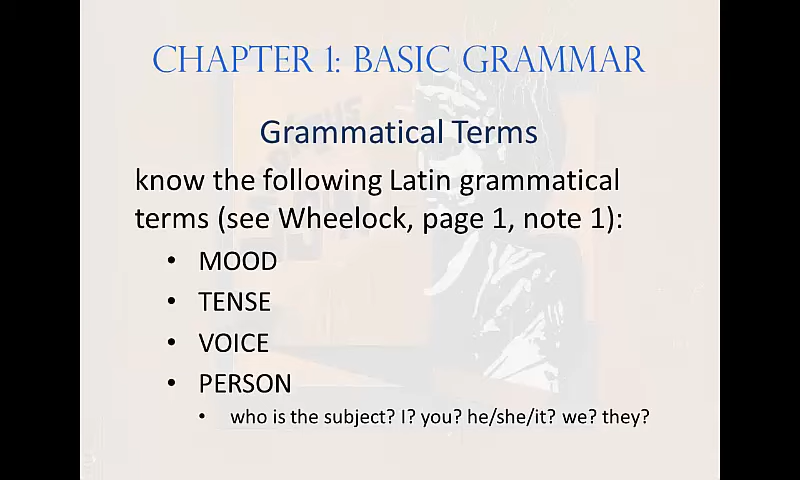 CHAPTER 1: BASIC GRAMMAR
Grammatical Terms
know the following Latin grammatical
terms (see Wheelock, page 1, note 1):
• MOOD
• TENSE
• VOICE
• PERSON
• who is the subject? I? you? he/she/it? we? they?